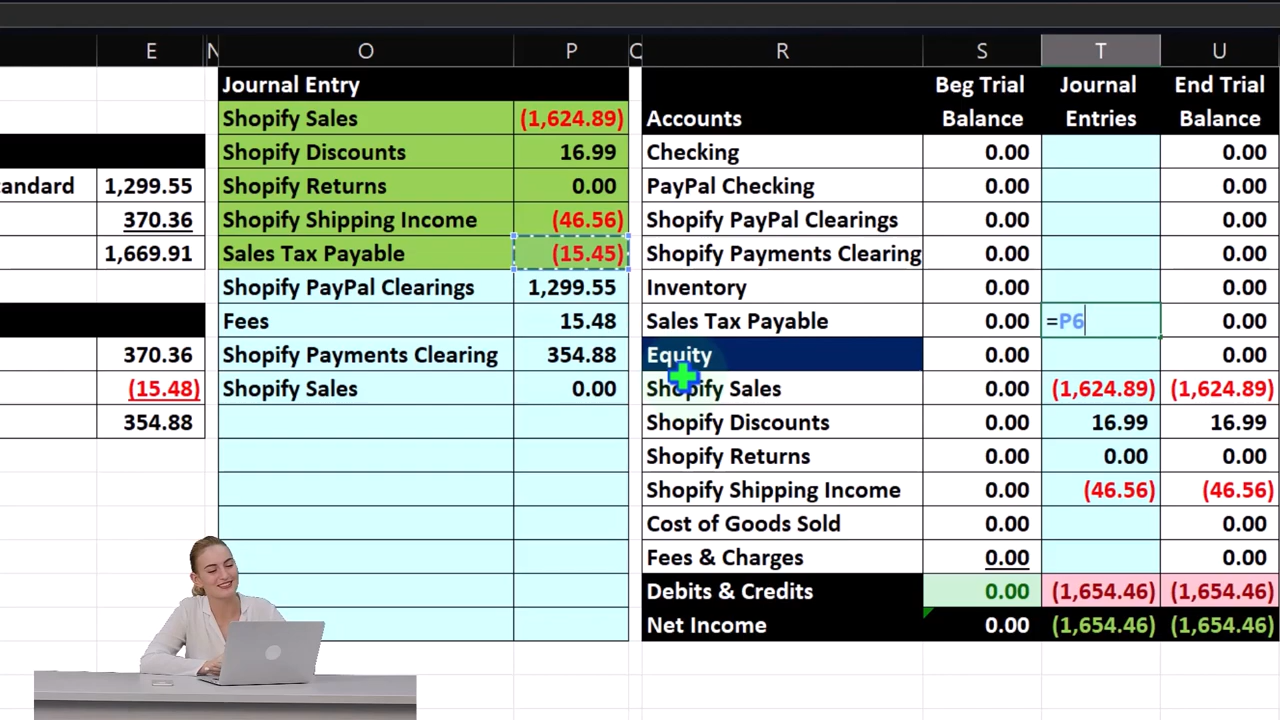 E N O P Q R S T U
Journal Entry Beg Trial Journal End Trial
Shopify Sales (1,624.89) Accounts Balance Entries Balance
Shopify Discounts 16.99 Checking 0.00 0.00
tandard 1,299.55 Shopify Returns 0.00 PayPal Checking 0.00 0.00
370.36 Shopify Shipping Income (46.56) Shopify PayPal Clearings 0.00 0.00
1,669.91 Sales Tax Payable (15.45) Shopify Payments Clearing 0.00 0.00
Shopify PayPal Clearings 1,299.55 Inventory 0.00 0.00
Fees 15.48 Sales Tax Payable 0.00 =P6 0.00
370.36 Shopify Payments Clearing 354.88 Equity 0.00 0.00
(15.48) Shopify Sales 0.00 Shopify Sales 0.00 (1,624.89) (1,624.89)
354.88 Shopify Discounts 0.00 16.99 16.99
Shopify Returns 0.00 0.00 0.00
Shopify Shipping Income 0.00 (46.56) (46.56)
Cost of Goods Sold 0.00 0.00
Fees & Charges 0.00 0.00
Debits & Credits 0.00 (1,654.46) (1,654.46)
Net Income 0.00 (1,654.46) (1,654.46)